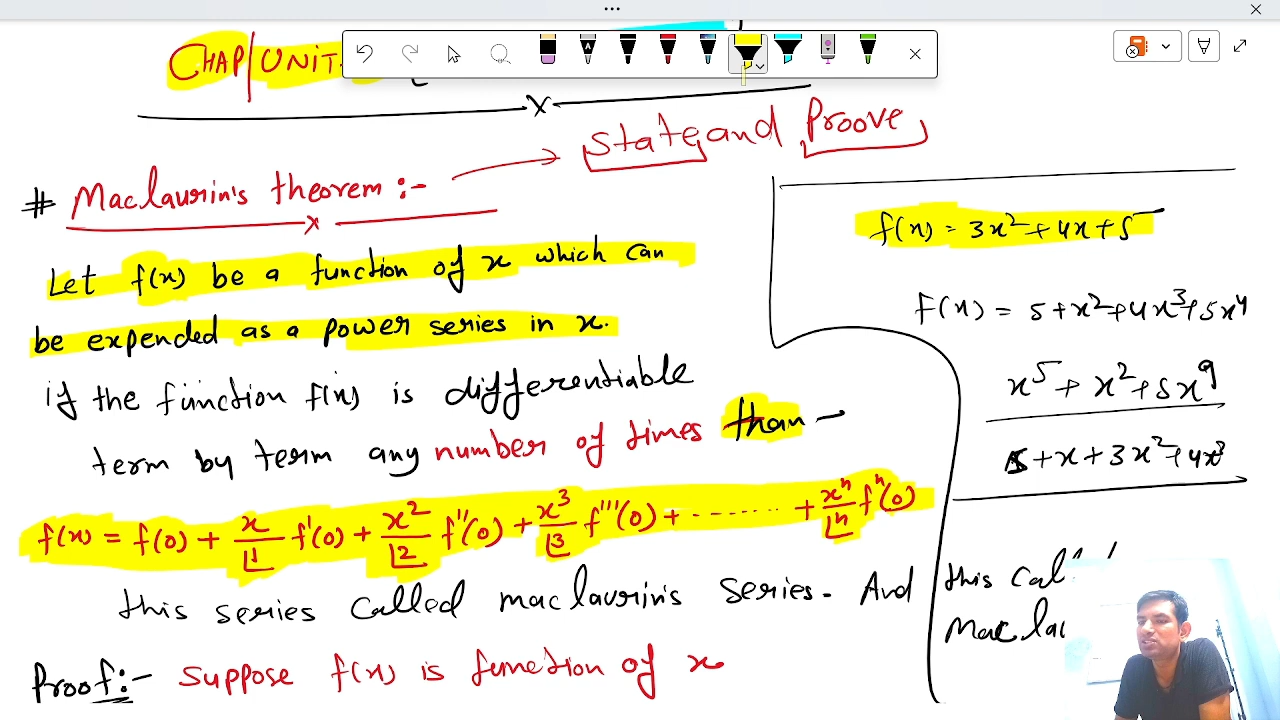 CHAP/UNIT
State and Proove
# Maclaurin's theorem :-
Let f(x) be a function of x which can
be expended as a power series in x.
if the function f(x) is differentiable
term by term any number of times than -
f(x) = f(0) + x/⌊1 f'(0) + x²/⌊2 f''(0) + x³/⌊3 f'''(0) + ........ + xⁿ/⌊n fⁿ(0)
this series called maclaurin's series. And
Proof:- Suppose f(x) is function of x
f(x) = 3x² + 4x + 5
f(x) = 5 + x² + 4x³ + 5x⁴
x⁵ + x² + 5x⁹
5 + x + 3x² + 4x³
this cal
Maclau